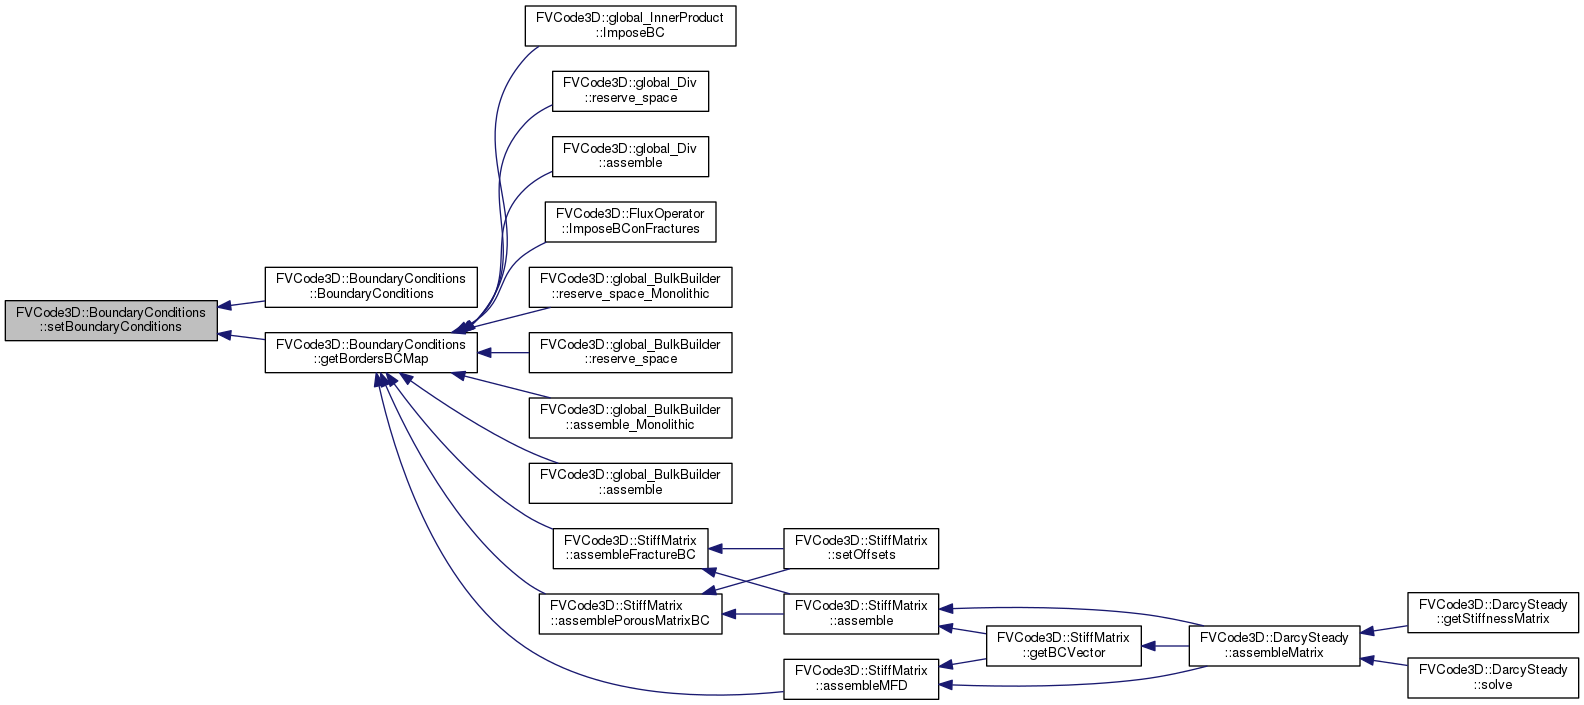 FVCode3D::BoundaryConditions
::setBoundaryConditions
FVCode3D::BoundaryConditions
::BoundaryConditions
FVCode3D::BoundaryConditions
::getBordersBCMap
FVCode3D::global_InnerProduct
::ImposeBC
FVCode3D::global_Div
::reserve_space
FVCode3D::global_Div
::assemble
FVCode3D::FluxOperator
::ImposeBConFractures
FVCode3D::global_BulkBuilder
::reserve_space_Monolithic
FVCode3D::global_BulkBuilder
::reserve_space
FVCode3D::global_BulkBuilder
::assemble_Monolithic
FVCode3D::global_BulkBuilder
::assemble
FVCode3D::StiffMatrix
::assembleFractureBC
FVCode3D::StiffMatrix
::assemblePorousMatrixBC
FVCode3D::StiffMatrix
::setOffsets
FVCode3D::StiffMatrix
::assemble
FVCode3D::StiffMatrix
::assembleMFD
FVCode3D::StiffMatrix
::getBCVector
FVCode3D::DarcySteady
::assembleMatrix
FVCode3D::DarcySteady
::getStiffnessMatrix
FVCode3D::DarcySteady
::solve